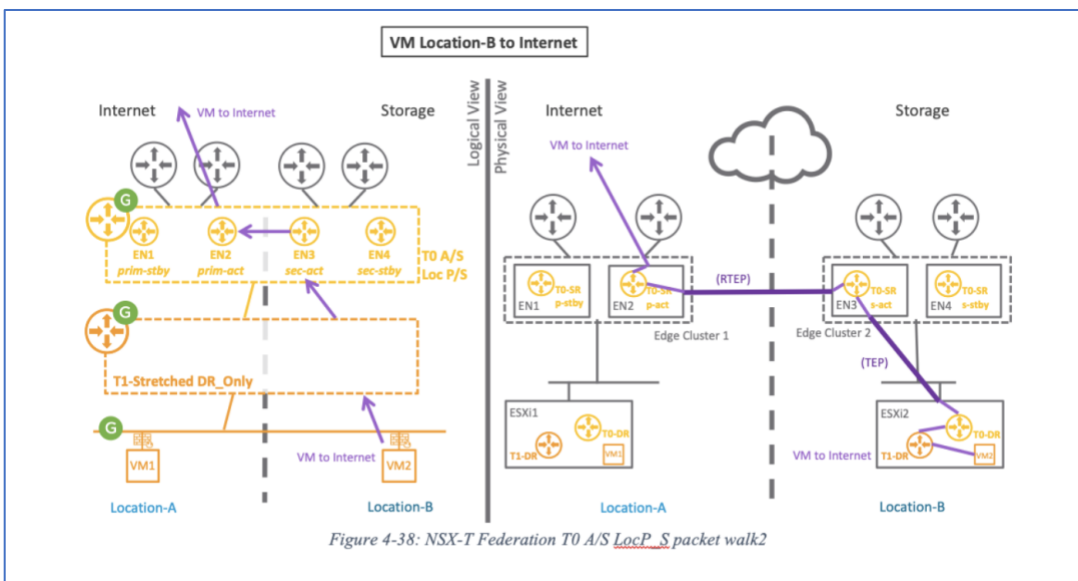 VM Location-B to Internet
Internet
VM to Internet
Storage
Logical View
Physical View
Internet
Storage
VM to Internet
G
EN1
prim-stby
EN2
prim-act
EN3
sec-act
EN4
sec-stby
T0 A/S
Loc P/S
G
T1-Stretched DR_Only
G
VM1
VM2
VM to Internet
Location-A
Location-B
EN1
T0-SR
p-stby
EN2
T0-SR
p-act
(RTEP)
EN3
T0-SR
s-act
EN4
T0-SR
s-stby
Edge Cluster 1
Edge Cluster 2
(TEP)
ESXi1
T0-DR
T1-DR
VM1
ESXi2
T0-DR
T1-DR
VM2
VM to Internet
Location-A
Location-B
Figure 4-38: NSX-T Federation T0 A/S LocP_S packet walk2